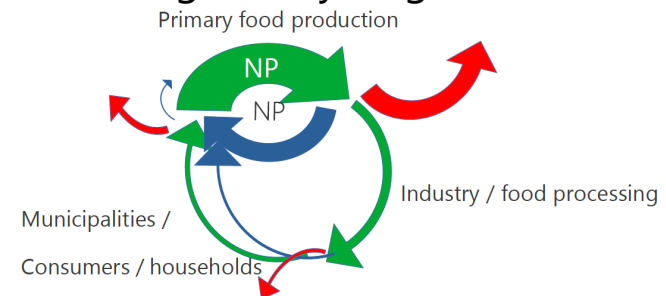 Primary food production
NP
NP
Industry / food processing
Municipalities /
Consumers / households